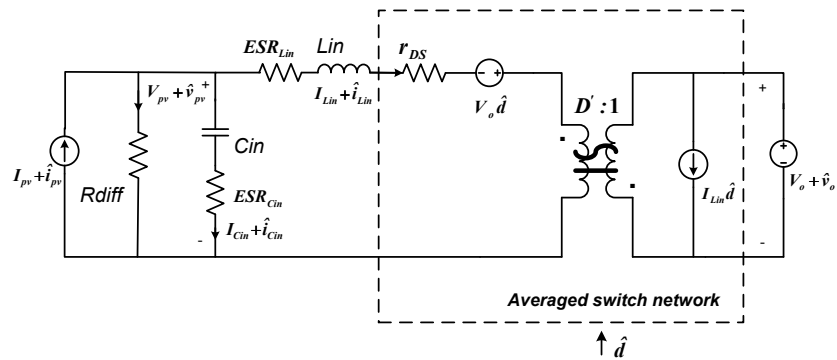 ESR_Lin
Lin
r_DS
V_pv + v̂_pv
+
I_Lin + î_Lin
- +
V_o d̂
D' : 1
+
Cin
I_pv + î_pv
Rdiff
ESR_Cin
I_Lin d̂
+
-
V_o + v̂_o
-
I_Cin + î_Cin
-
Averaged switch network
d̂